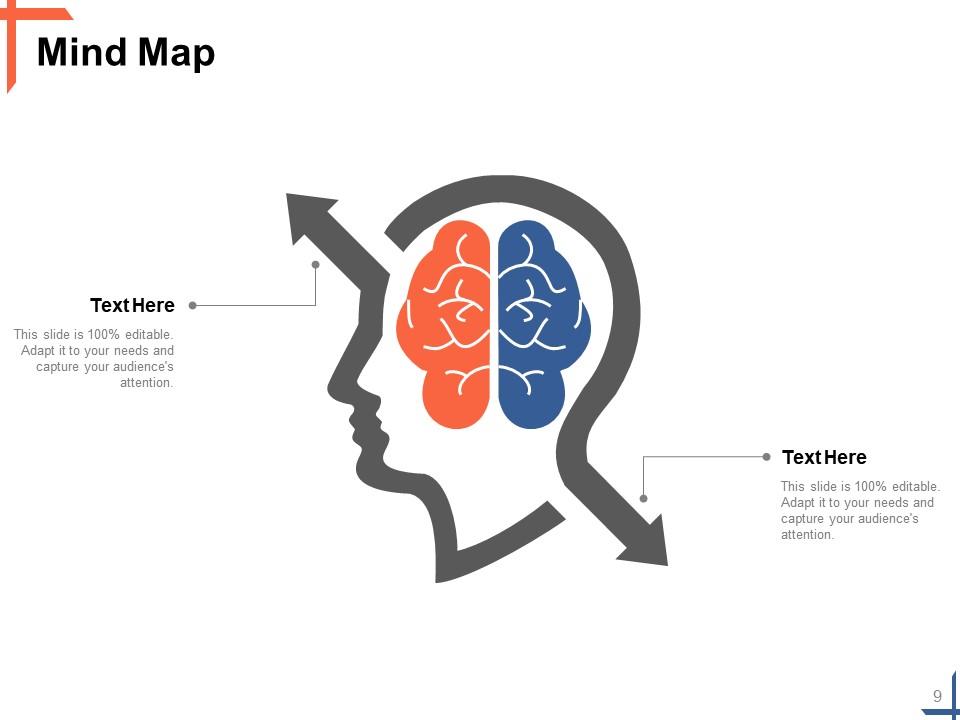 Mind Map
Text Here
This slide is 100% editable.
Adapt it to your needs and
capture your audience's
attention.
Text Here
This slide is 100% editable.
Adapt it to your needs and
capture your audience's
attention.
9